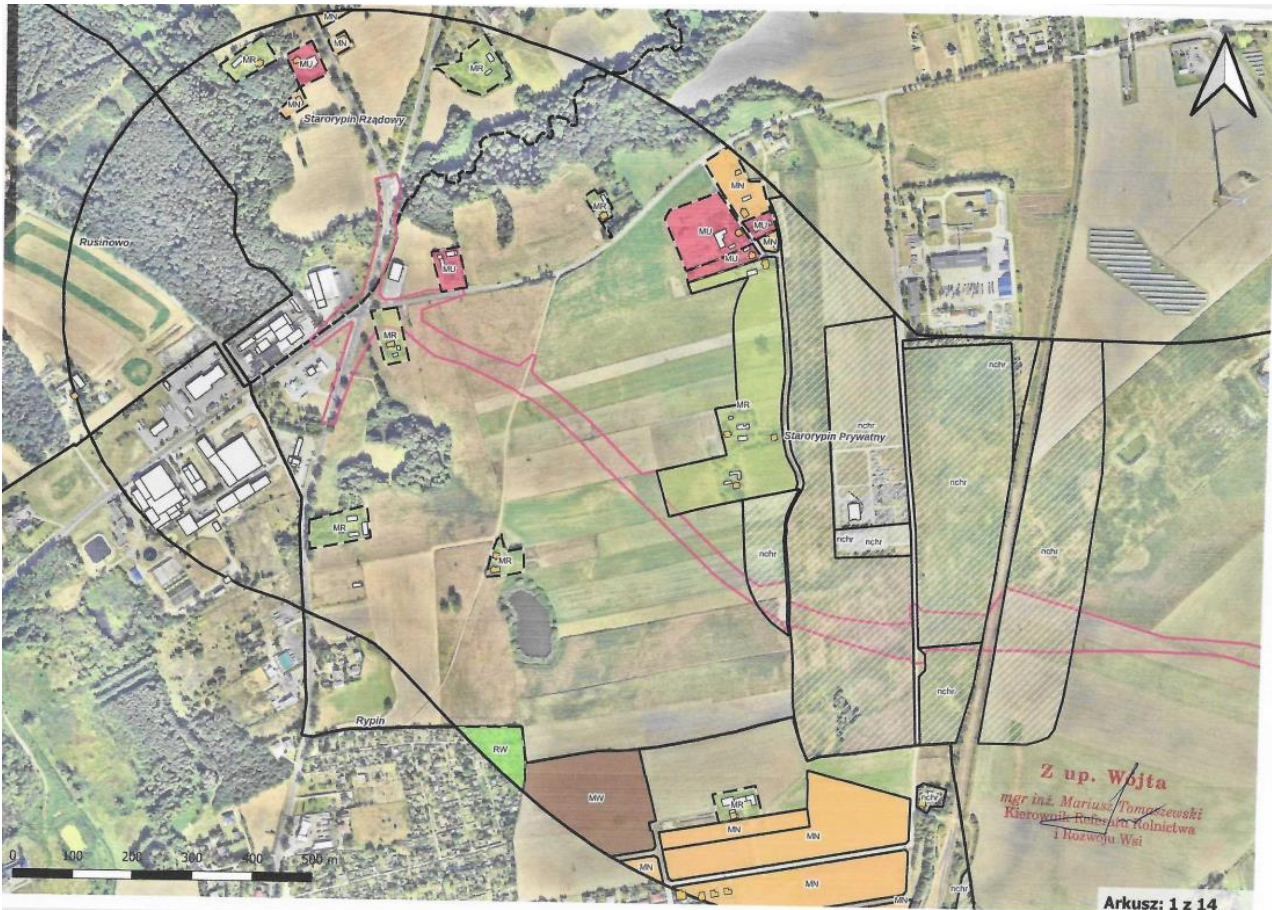 MN
MN
MR
MU
MR
MN
Starorypin Rządowy
MN
MR
MU
MU
MN
MU
Rusinowo
MU
MR
MR
Starorypin Prywatny
nchr
nchr
nchr
MR
MR
nchr
nchr
nchr
nchr
nchr
Rypin
RW
MW
MR
nchr
MN
MN
MN
MN
MN
nchr
0 100 200 300 400 500 m
Z up. Wójta
mgr inż. Mariusz Tomaszewski
Kierownik Referatu Rolnictwa
i Rozwoju Wsi
Arkusz: 1 z 14